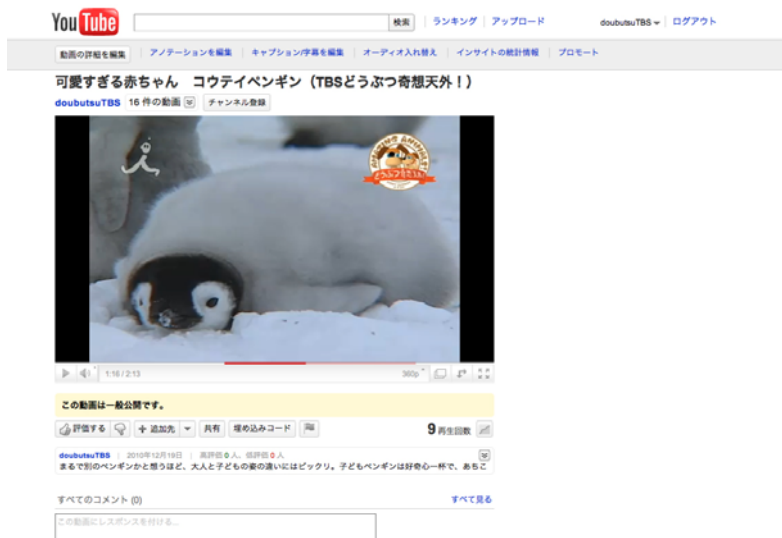 You Tube
検索
ランキング
アップロード
doubutsuTBS
ログアウト
動画の詳細を編集
アノテーションを編集
キャプション/字幕を編集
オーディオ入れ替え
インサイトの統計情報
プロモート
可愛すぎる赤ちゃん コウテイペンギン（TBSどうぶつ奇想天外！）
doubutsuTBS 16 件の動画 チャンネル登録
1:16 / 2:13
360p
この動画は一般公開です。
評価する
追加先
共有
埋め込みコード
9 再生回数
doubutsuTBS | 2010年12月19日 | 高評価 0 人、低評価 0 人
まるで別のペンギンかと想うほど、大人と子どもの姿の違いにはビックリ。子どもペンギンは好奇心一杯で、あちこ
すべてのコメント (0)
すべて見る
この動画にレスポンスを付ける...